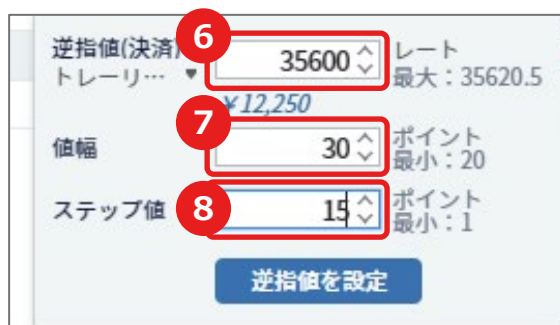 逆指値(決済) 6 35600 レート
トレーリ… ▼ 最大：35620.5
￥12,250
7
値幅 30 ポイント
最小：20
ステップ値 8 15 ポイント
最小：1
逆指値を設定